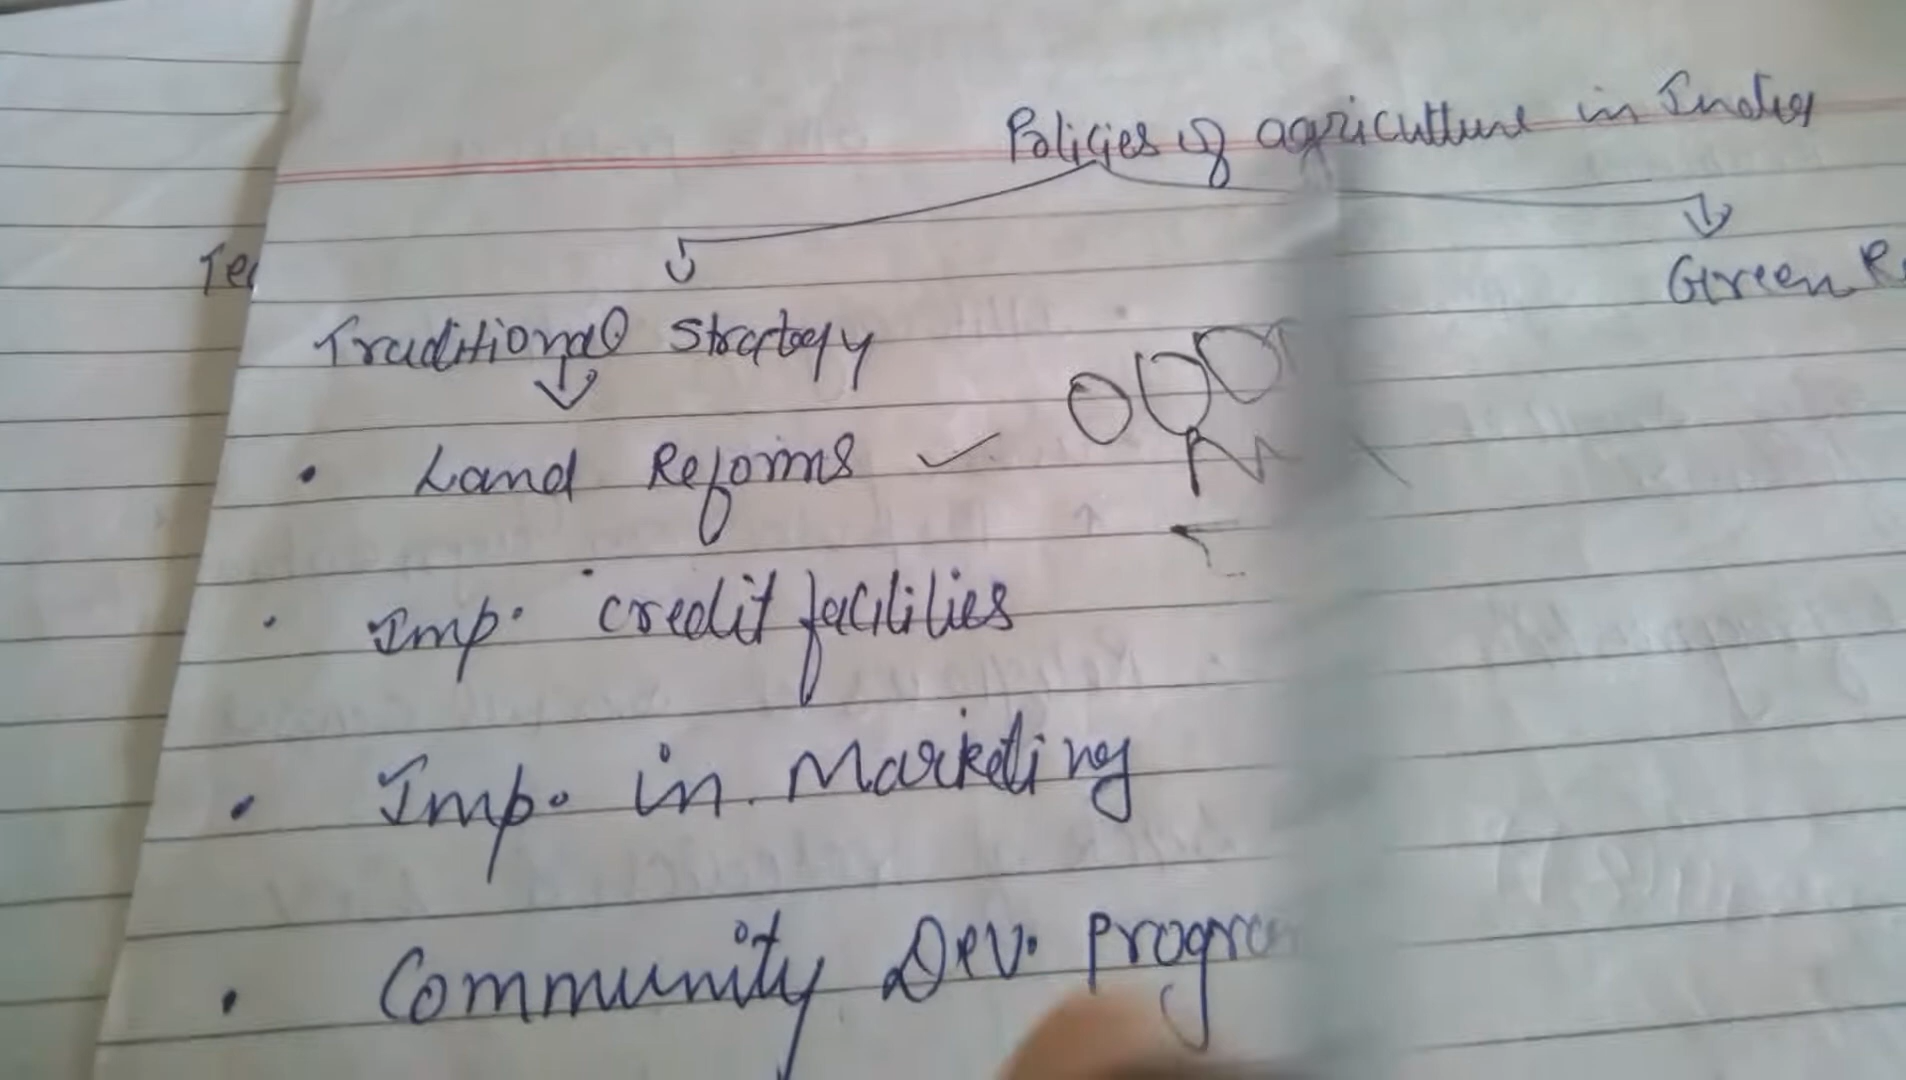 Policies of agriculture in India
Green R
Traditional Strategy
• Land Reforms ✓
• Imp. credit facilities
• Imp. in Marketing
• Community Dev. Progra